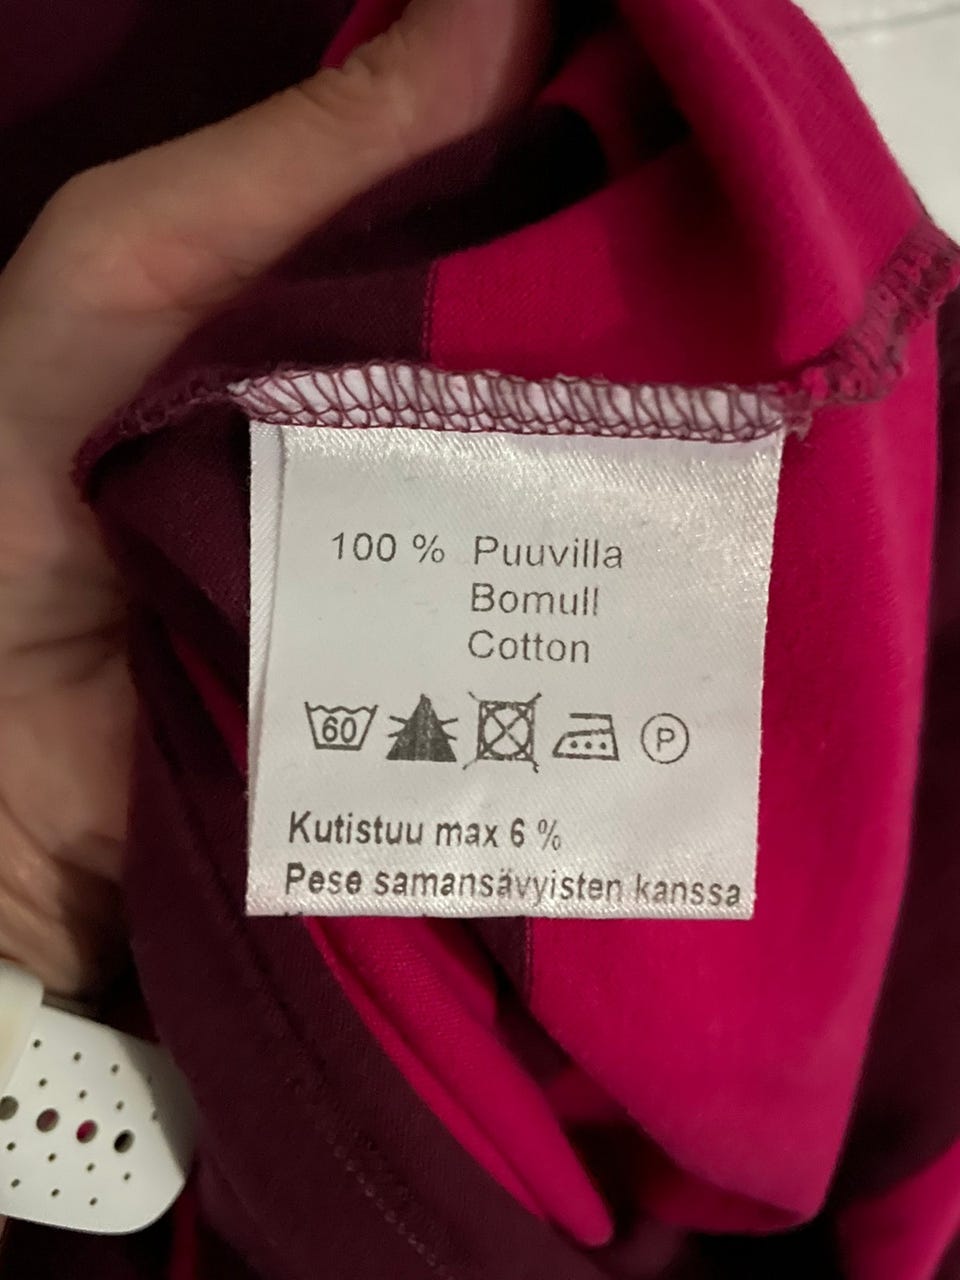 100 % Puuvilla
Bomull
Cotton
60 P
Kutistuu max 6 %
Pese samansävyisten kanssa